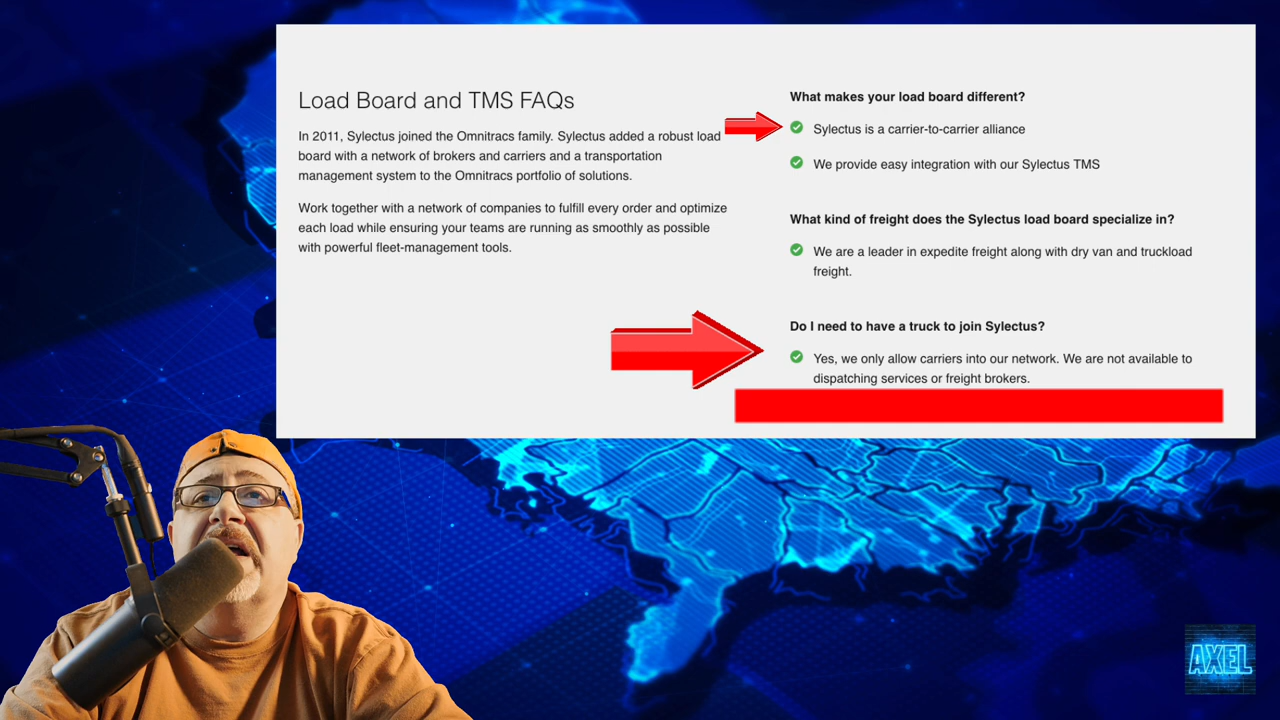 Load Board and TMS FAQs
In 2011, Sylectus joined the Omnitracs family. Sylectus added a robust load
board with a network of brokers and carriers and a transportation
management system to the Omnitracs portfolio of solutions.
Work together with a network of companies to fulfill every order and optimize
each load while ensuring your teams are running as smoothly as possible
with powerful fleet-management tools.
What makes your load board different?
Sylectus is a carrier-to-carrier alliance
We provide easy integration with our Sylectus TMS
What kind of freight does the Sylectus load board specialize in?
We are a leader in expedite freight along with dry van and truckload
freight.
Do I need to have a truck to join Sylectus?
Yes, we only allow carriers into our network. We are not available to
dispatching services or freight brokers.
AXEL